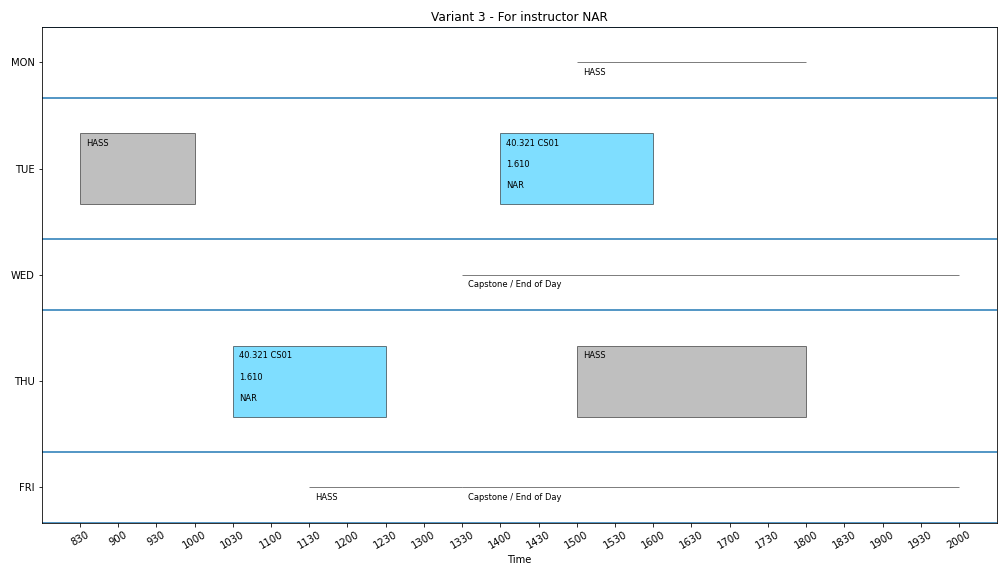 Variant 3 - For instructor NAR
MON
HASS
TUE
HASS
40.321 CS01
1.610
NAR
WED
Capstone / End of Day
THU
40.321 CS01
1.610
NAR
HASS
FRI
HASS
Capstone / End of Day
830 900 930 1000 1030 1100 1130 1200 1230 1300 1330 1400 1430 1500 1530 1600 1630 1700 1730 1800 1830 1900 1930 2000
Time